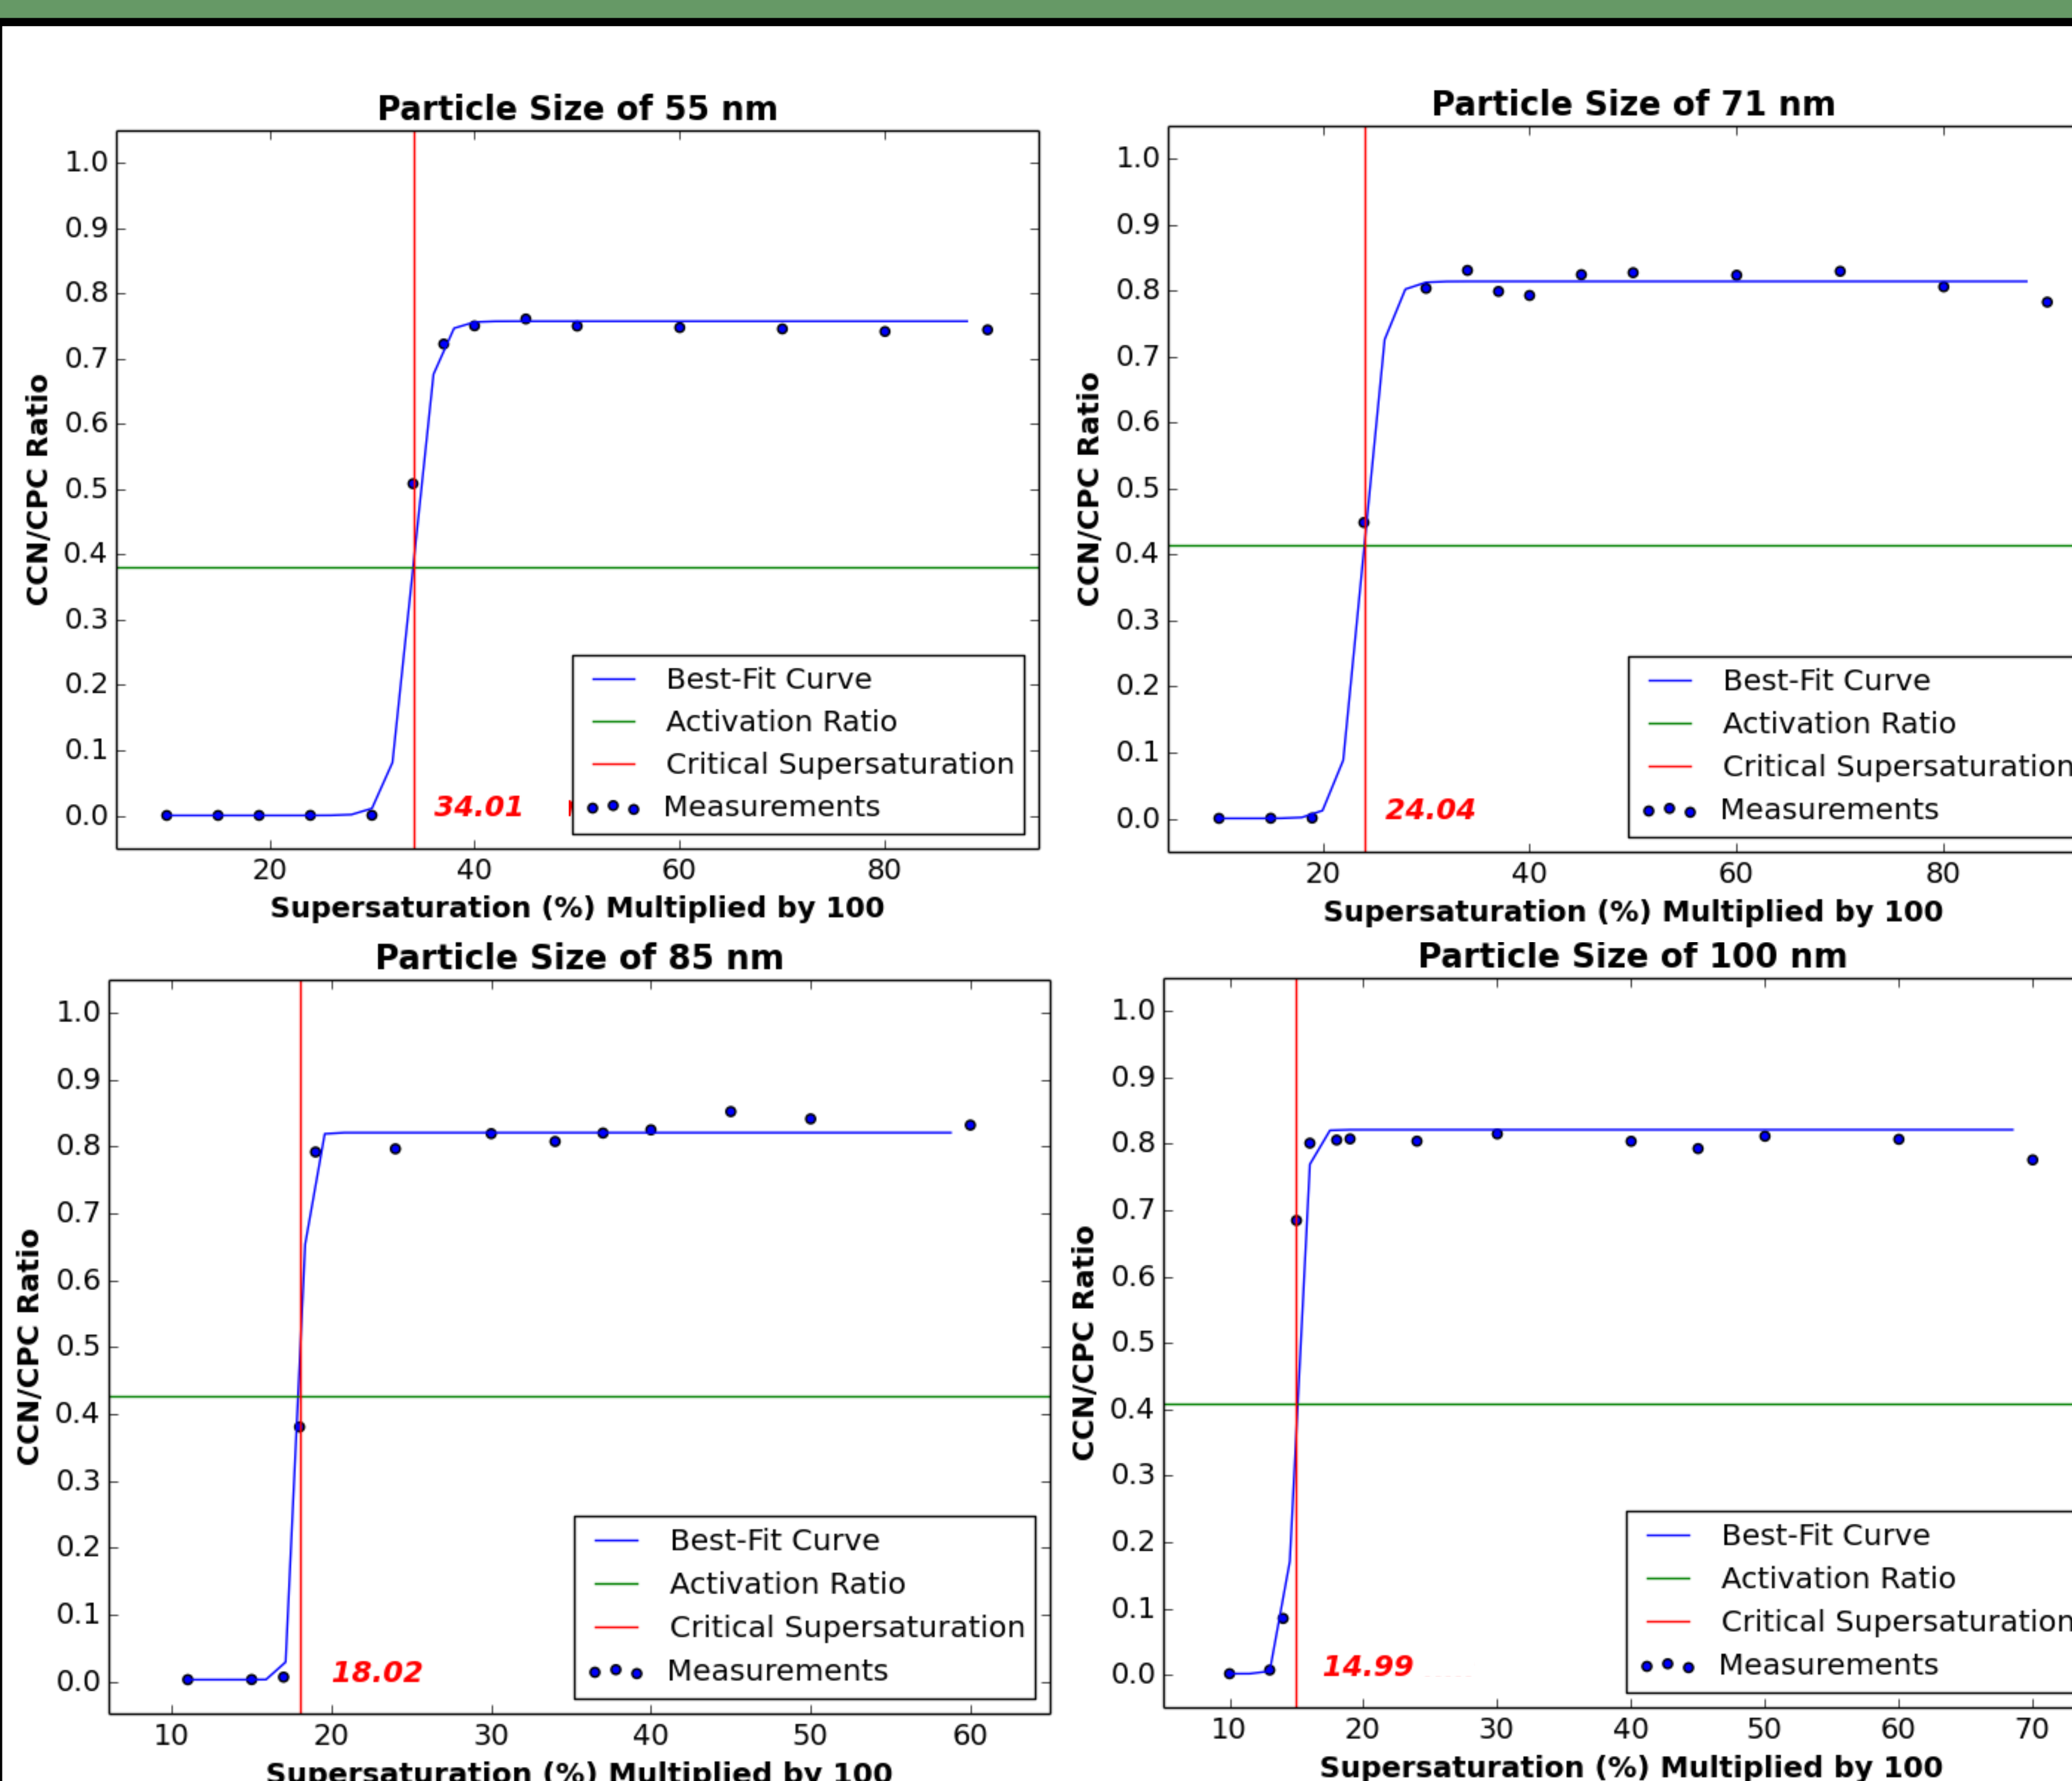 Particle Size of 55 nm
CCN/CPC Ratio
1.0
0.9
0.8
0.7
0.6
0.5
0.4
0.3
0.2
0.1
0.0
Best-Fit Curve
Activation Ratio
Critical Supersaturation
Measurements
34.01
20 40 60 80
Supersaturation (%) Multiplied by 100
Particle Size of 71 nm
CCN/CPC Ratio
1.0
0.9
0.8
0.7
0.6
0.5
0.4
0.3
0.2
0.1
0.0
Best-Fit Curve
Activation Ratio
Critical Supersaturation
Measurements
24.04
20 40 60 80
Supersaturation (%) Multiplied by 100
Particle Size of 85 nm
CCN/CPC Ratio
1.0
0.9
0.8
0.7
0.6
0.5
0.4
0.3
0.2
0.1
0.0
Best-Fit Curve
Activation Ratio
Critical Supersaturation
Measurements
18.02
10 20 30 40 50 60
Supersaturation (%) Multiplied by 100
Particle Size of 100 nm
CCN/CPC Ratio
1.0
0.9
0.8
0.7
0.6
0.5
0.4
0.3
0.2
0.1
0.0
Best-Fit Curve
Activation Ratio
Critical Supersaturation
Measurements
14.99
10 20 30 40 50 60 70
Supersaturation (%) Multiplied by 100